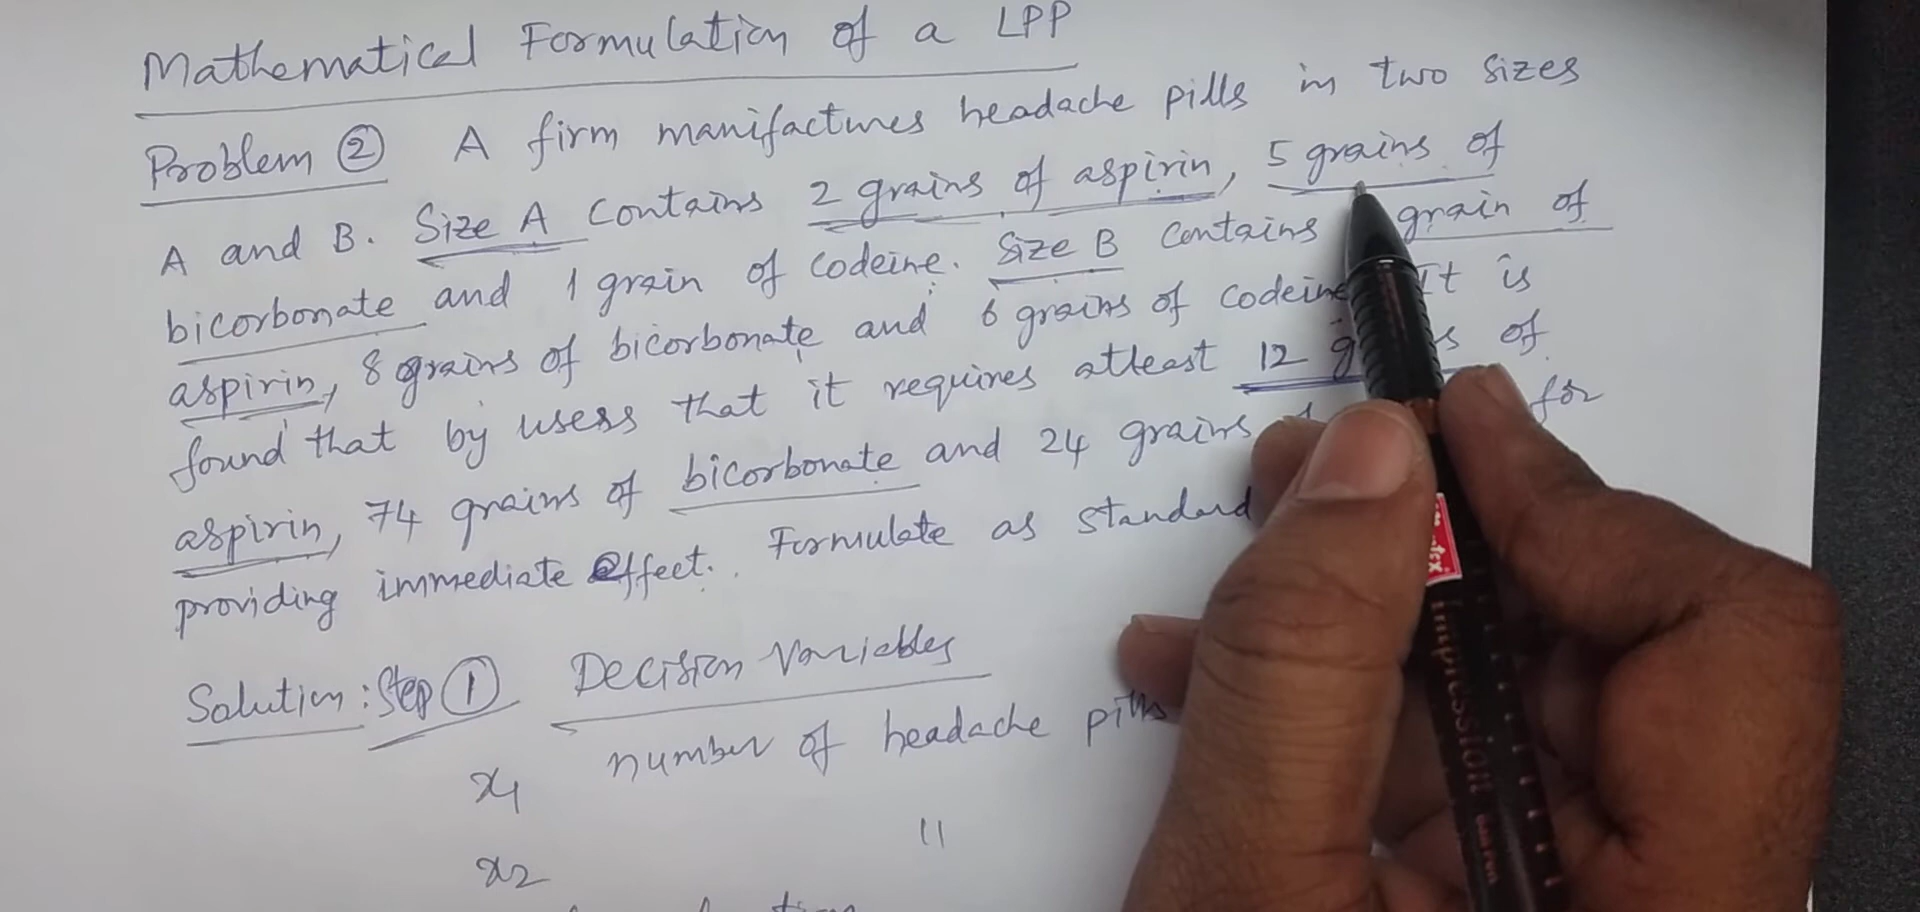 Mathematical Formulation of a LPP
Problem ② A firm manifactures headache pills in two sizes
A and B. Size A contains 2 grains of aspirin, 5 grains of
bicorbonate and 1 grain of codeine. Size B contains grain of
aspirin, 8 grains of bicorbonate and 6 grains of codeine It is
found that by usess that it requires atleast 12 of
aspirin, 74 grains of bicorbonate and 24 grains for
providing immediate effect. Formulate as standard
Solution: Step ① Decision Variables
x1 number of headache pills
x2 "
Impression